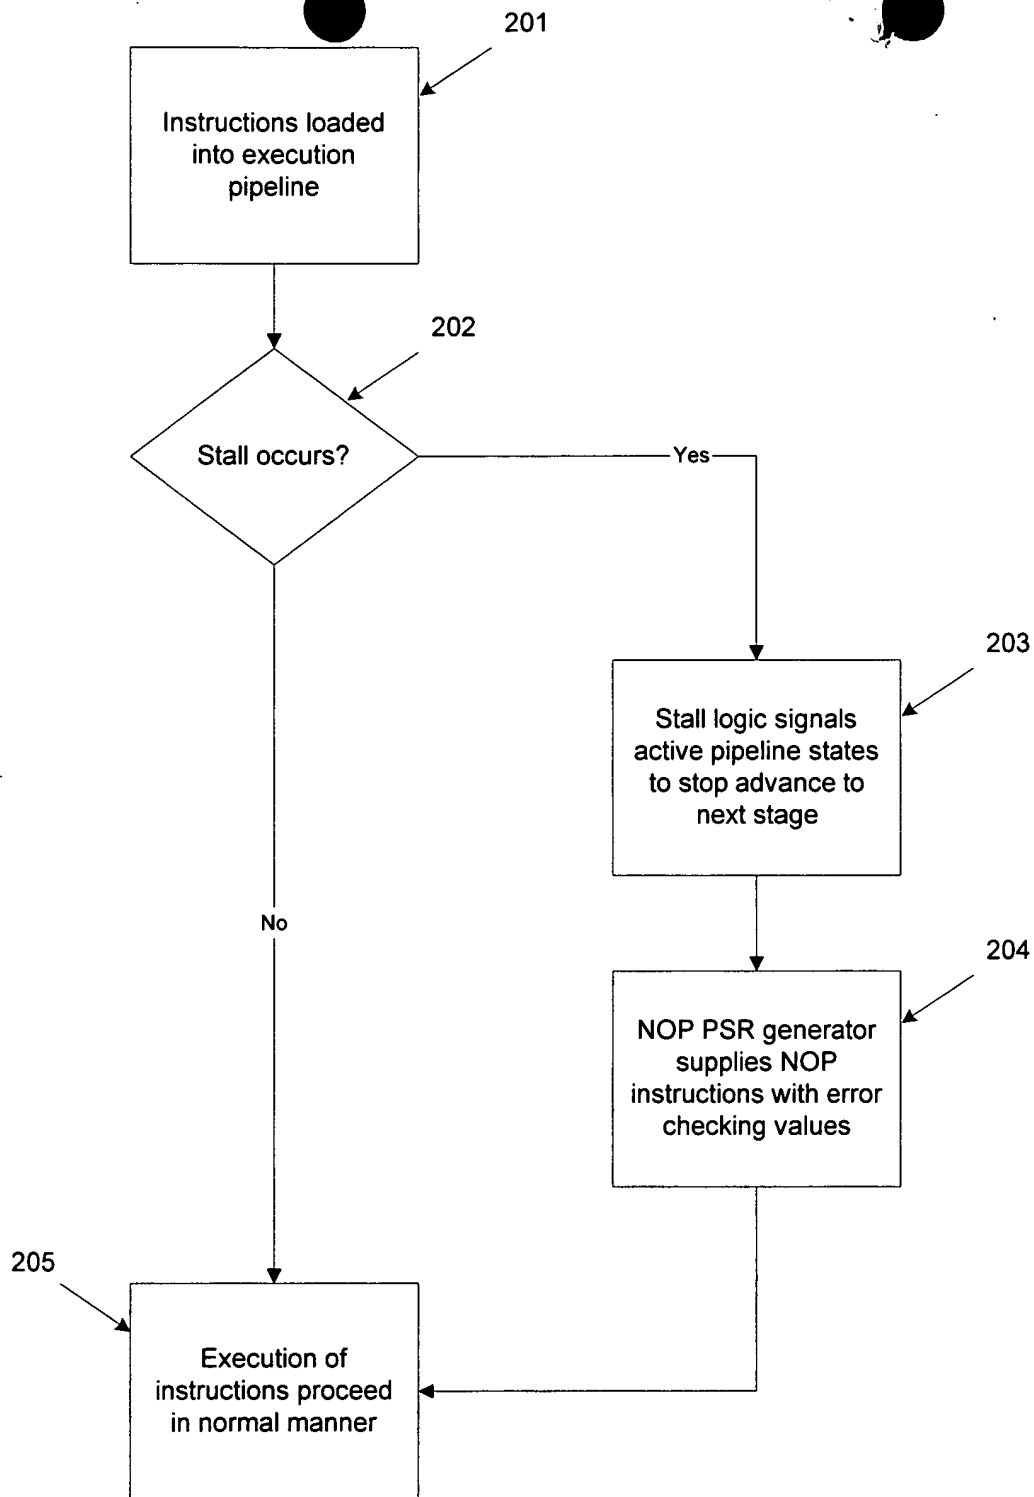 201
Instructions loaded
into execution
pipeline
202
Stall occurs?
Yes
203
Stall logic signals
active pipeline states
to stop advance to
next stage
No
204
NOP PSR generator
supplies NOP
instructions with error
checking values
205
Execution of
instructions proceed
in normal manner